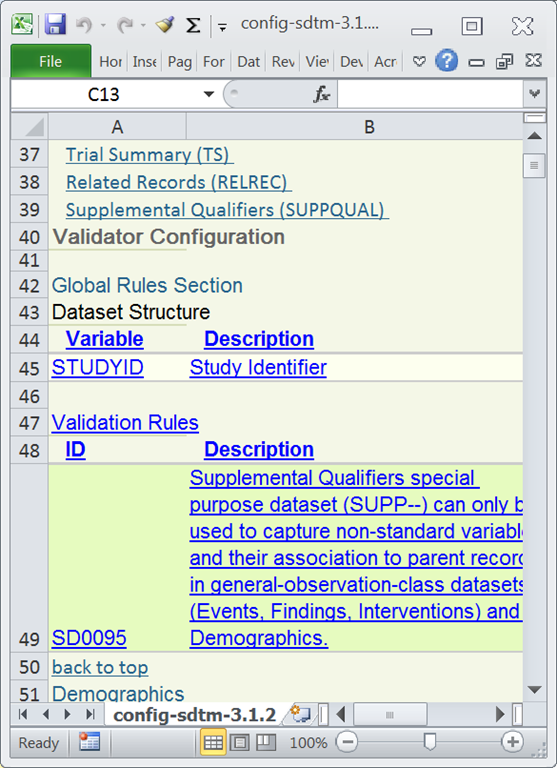 config-sdtm-3.1....
File Hor Inse Pag For Dat Rev Viev Dev Acr
C13 fx
A B
37 Trial Summary (TS)
38 Related Records (RELREC)
39 Supplemental Qualifiers (SUPPQUAL)
40 Validator Configuration
41
42 Global Rules Section
43 Dataset Structure
44 Variable Description
45 STUDYID Study Identifier
46
47 Validation Rules
48 ID Description
Supplemental Qualifiers special
purpose dataset (SUPP--) can only b
used to capture non-standard variabl
and their association to parent recor
in general-observation-class datasets
(Events, Findings, Interventions) and
49 SD0095 Demographics.
50 back to top
51 Demographics
config-sdtm-3.1.2
Ready 100%